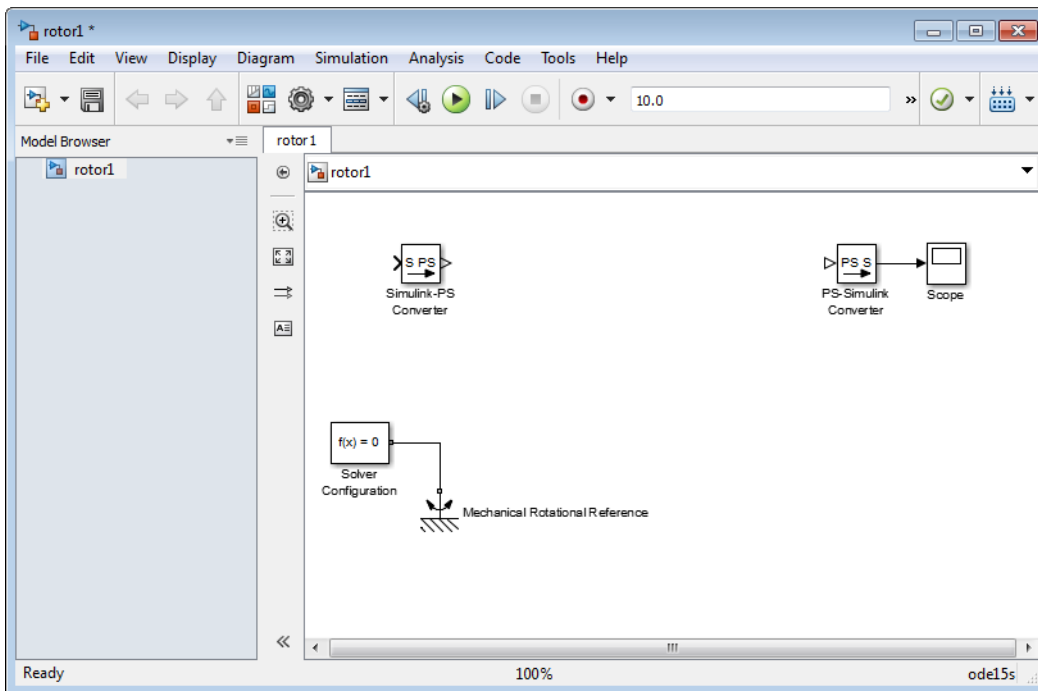 rotor1 *
File Edit View Display Diagram Simulation Analysis Code Tools Help
10.0 »
Model Browser
rotor1
rotor1
rotor1
S PS
Simulink-PS
Converter
PS S
PS-Simulink
Converter
Scope
f(x) = 0
Solver
Configuration
Mechanical Rotational Reference
Ready 100% ode15s